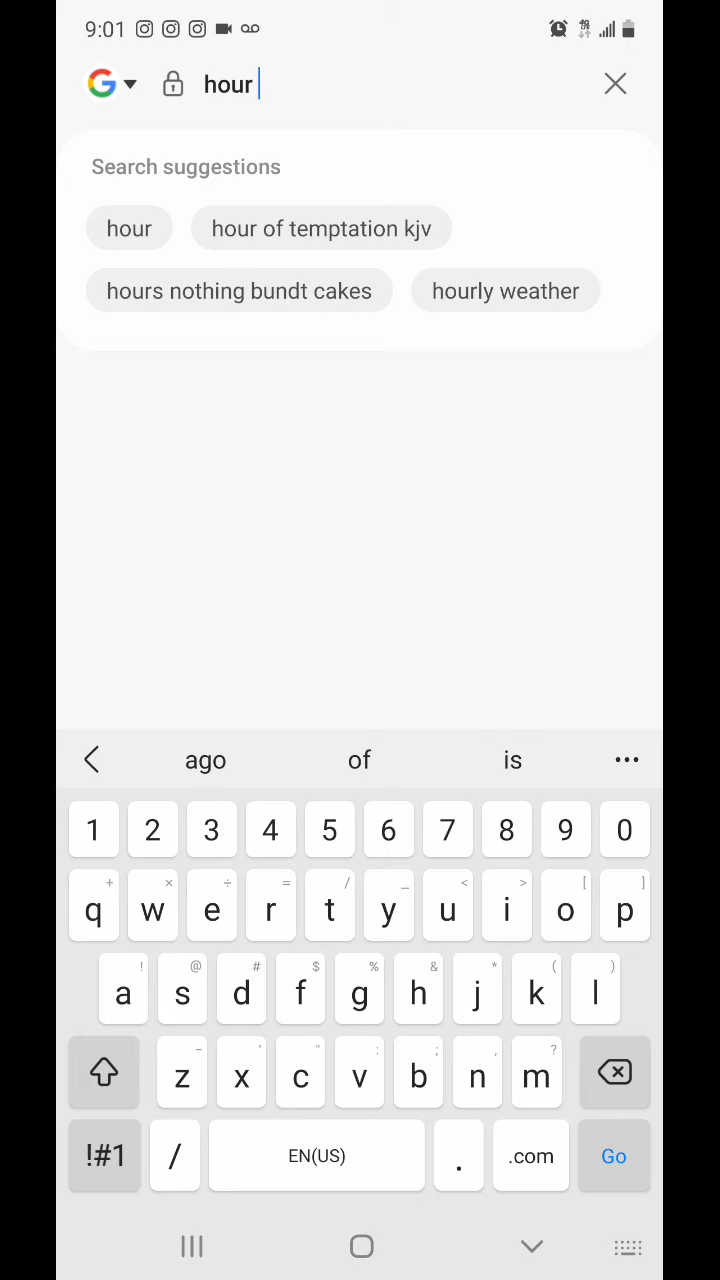 9:01
hour
Search suggestions
hour hour of temptation kjv
hours nothing bundt cakes hourly weather
ago of is ...
1 2 3 4 5 6 7 8 9 0
+ × ÷ = / _ < > [ ]
q w e r t y u i o p
! @ # $ % & * ( )
a s d f g h j k l
- ' " : ; , ?
z x c v b n m
!#1 / EN(US) . .com Go